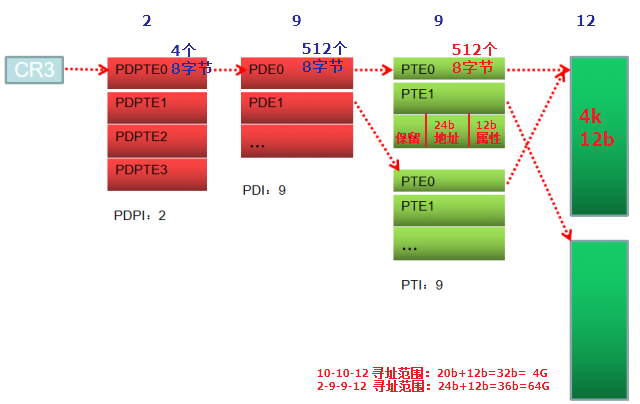 2 9 9 12
CR3
PDPTE0
4个
8字节
PDPTE1
PDPTE2
PDPTE3
PDPI：2
PDE0
512个
8字节
PDE1
...
PDI：9
PTE0
512个
8字节
PTE1
保留
24b
地址
12b
属性
PTE0
PTE1
...
PTI：9
4k
12b
10-10-12 寻址范围：20b+12b=32b= 4G
2-9-9-12 寻址范围：24b+12b=36b=64G